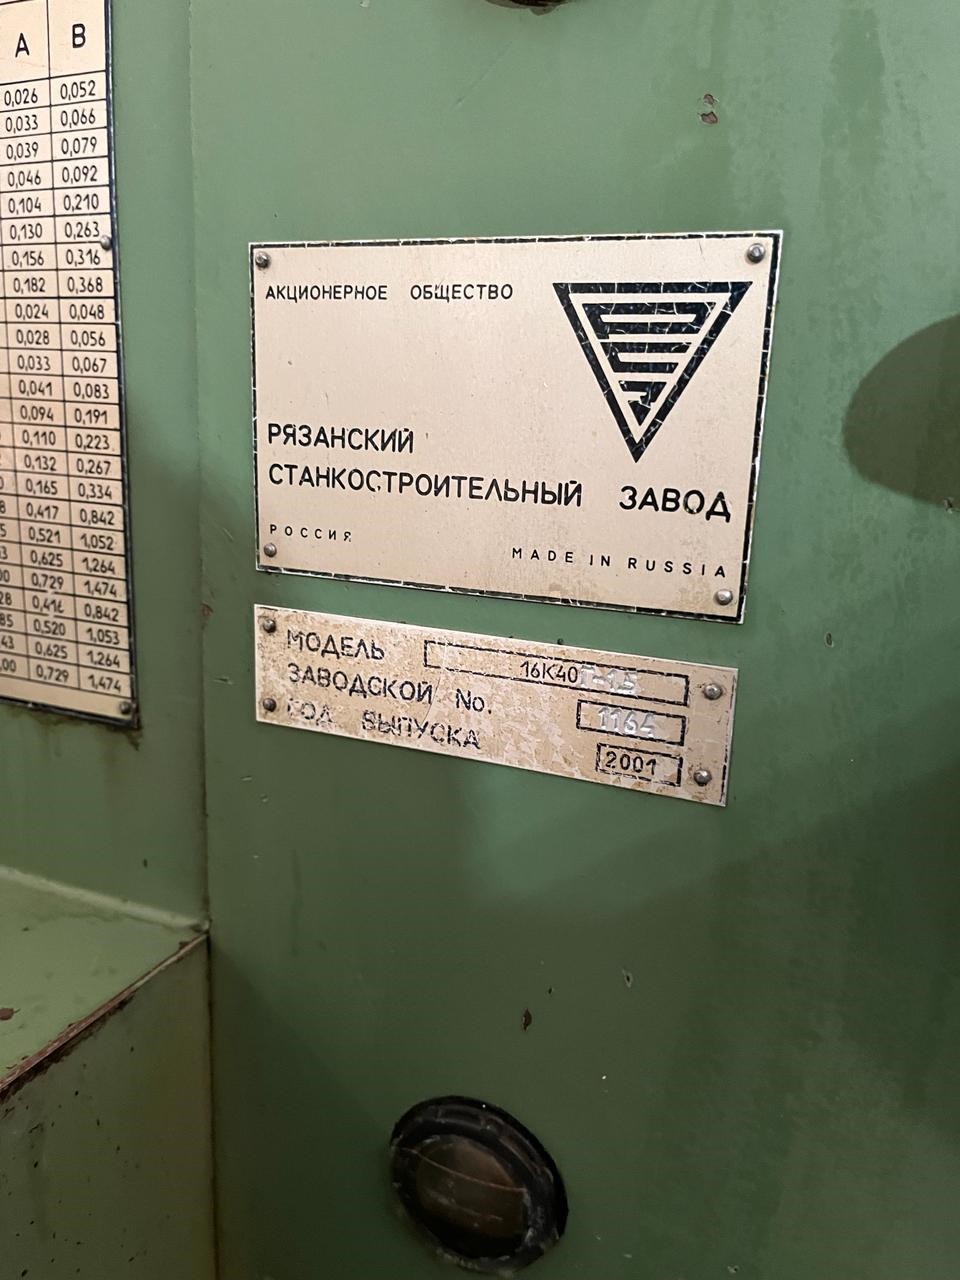 A B
0,026 0,052
0,033 0,066
0,039 0,079
0,046 0,092
0,104 0,210
0,130 0,263
0,156 0,316
0,182 0,368
0,024 0,048
0,028 0,056
0,033 0,067
0,041 0,083
0,094 0,191
0,110 0,223
0,132 0,267
0,165 0,334
0,417 0,842
0,521 1,052
0,625 1,264
0,729 1,474
0,416 0,842
0,520 1,053
0,625 1,264
0,729 1,474
АКЦИОНЕРНОЕ ОБЩЕСТВО
РЯЗАНСКИЙ
СТАНКОСТРОИТЕЛЬНЫЙ ЗАВОД
РОССИЯ
MADE IN RUSSIA
МОДЕЛЬ 16К40
ЗАВОДСКОЙ No. 1164
ГОД ВЫПУСКА 2001